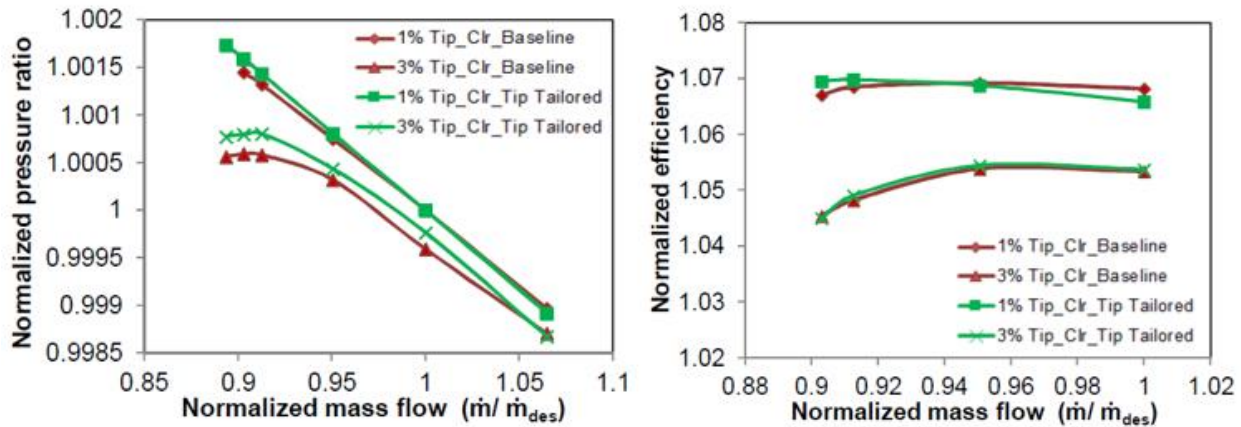 Normalized pressure ratio
1.002
1.0015
1.001
1.0005
1
0.9995
0.999
0.9985
0.85
0.9
0.95
1
1.05
1.1
Normalized mass flow (ṁ/ ṁdes)
1% Tip_Clr_Baseline
3% Tip_Clr_Baseline
1% Tip_Clr_Tip Tailored
3% Tip_Clr_Tip Tailored
Normalized efficiency
1.08
1.07
1.06
1.05
1.04
1.03
1.02
0.88
0.9
0.92
0.94
0.96
0.98
1
1.02
Normalized mass flow (ṁ/ ṁdes)
1% Tip_Clr_Baseline
3% Tip_Clr_Baseline
1% Tip_Clr_Tip Tailored
3% Tip_Clr_Tip Tailored